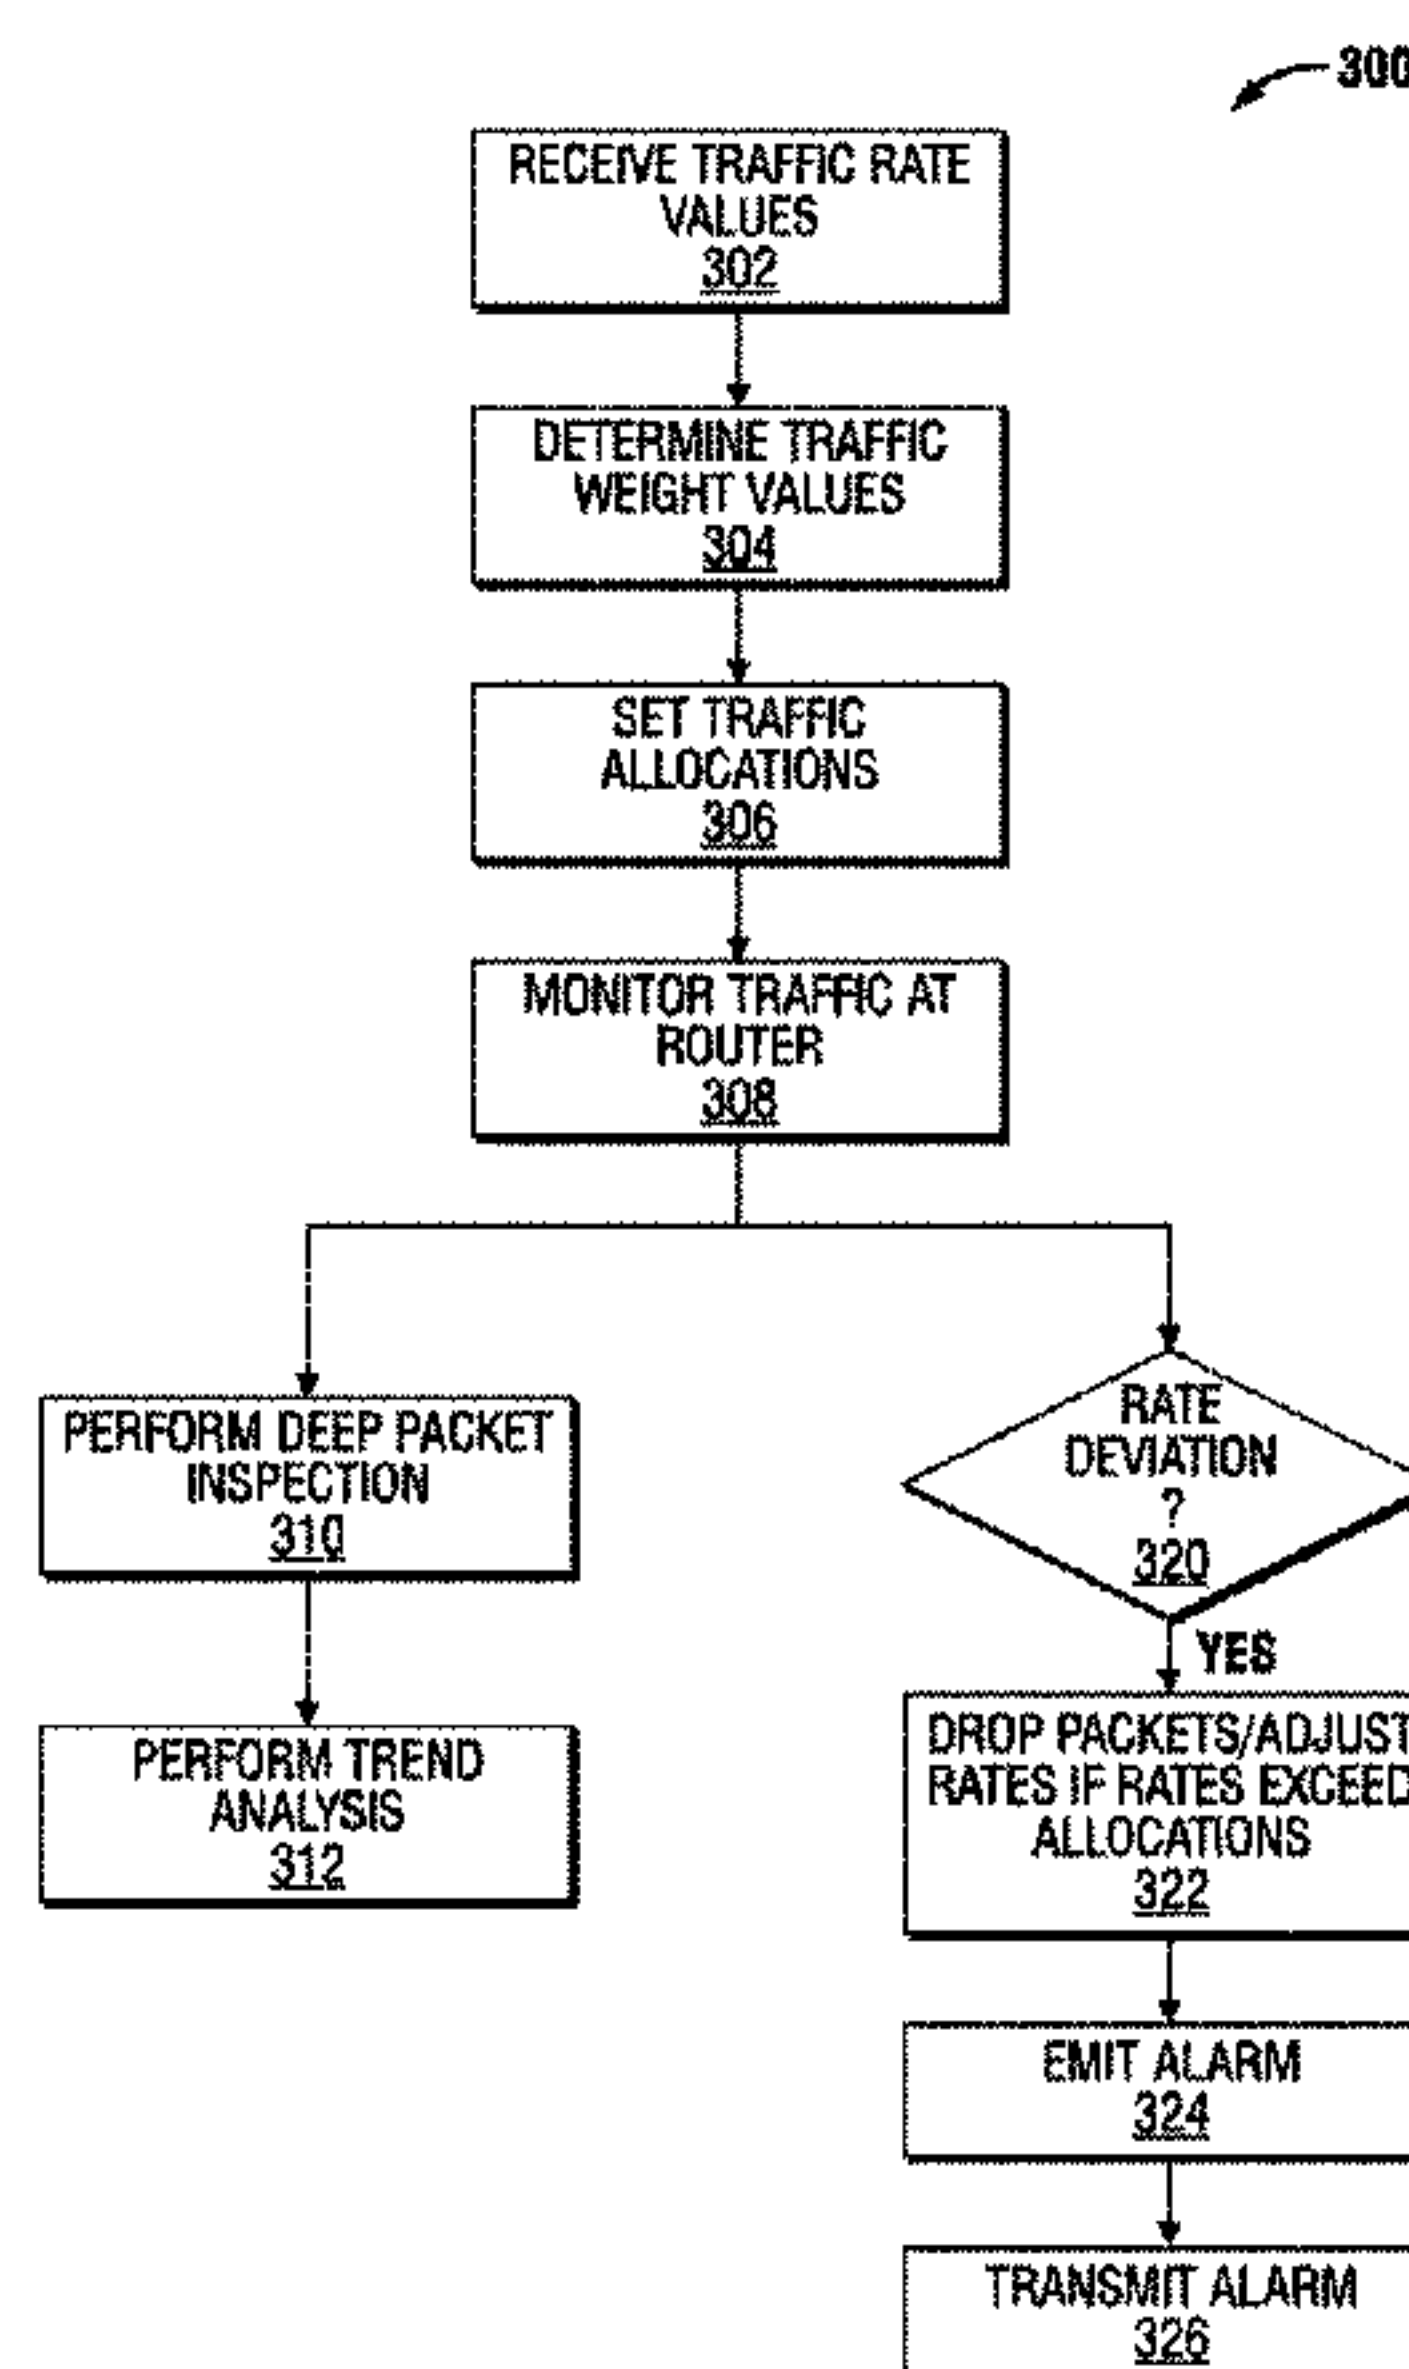 300
RECEIVE TRAFFIC RATE
VALUES
302
DETERMINE TRAFFIC
WEIGHT VALUES
304
SET TRAFFIC
ALLOCATIONS
306
MONITOR TRAFFIC AT
ROUTER
308
PERFORM DEEP PACKET
INSPECTION
310
PERFORM TREND
ANALYSIS
312
RATE
DEVIATION
?
320
YES
DROP PACKETS/ADJUST
RATES IF RATES EXCEED
ALLOCATIONS
322
EMIT ALARM
324
TRANSMIT ALARM
326